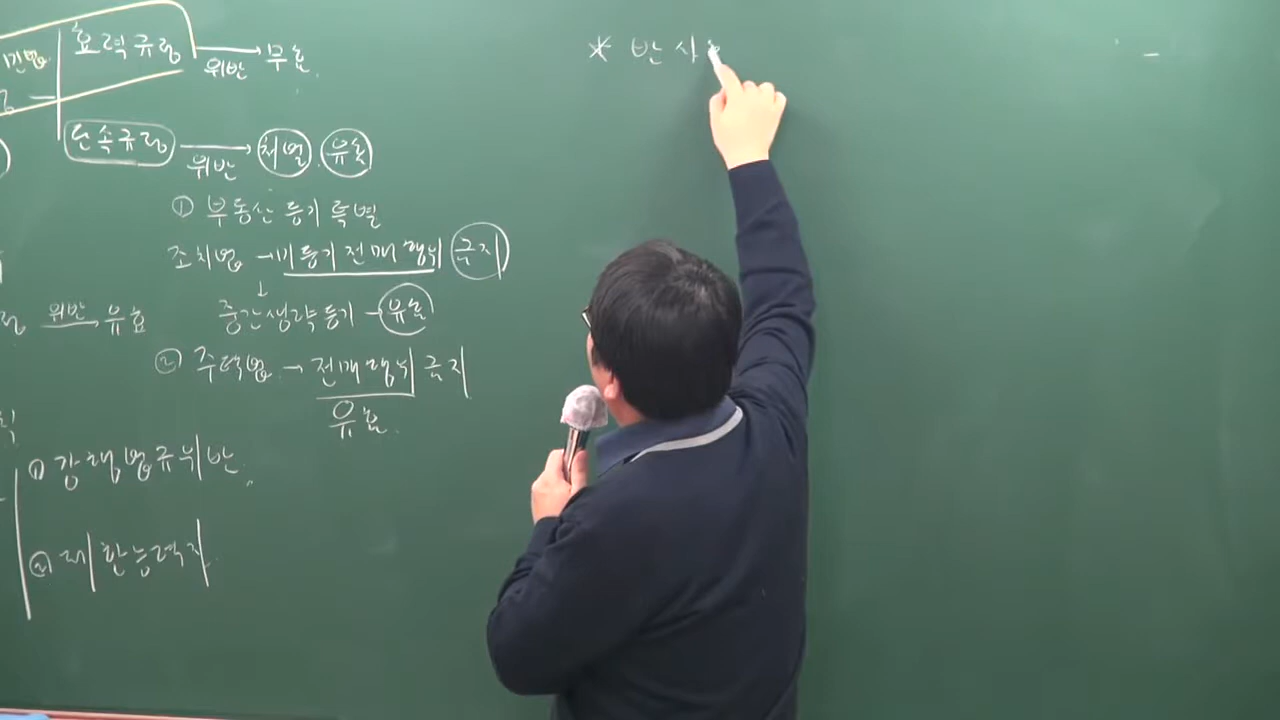 효력규정 위반 무효.
단속규정 위반 처벌, 유효
① 부동산 등기 특별
조치법 → 미등기 전매 행위 금지
↓
중간생략등기 → 유효
위반 유효
② 주택법 → 전매행위 금지
유효.
① 강행법규위반.
② 제한능력자
* 반사